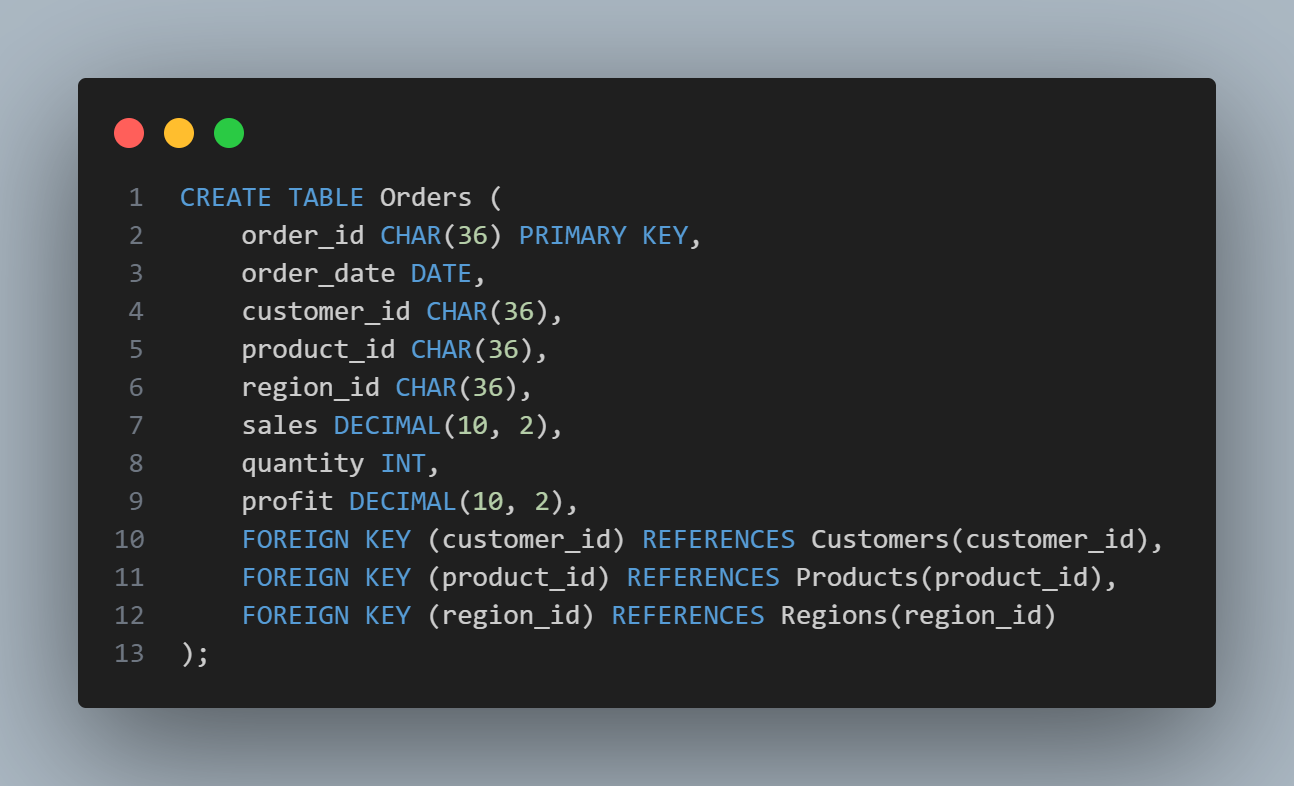 1 CREATE TABLE Orders (
2     order_id CHAR(36) PRIMARY KEY,
3     order_date DATE,
4     customer_id CHAR(36),
5     product_id CHAR(36),
6     region_id CHAR(36),
7     sales DECIMAL(10, 2),
8     quantity INT,
9     profit DECIMAL(10, 2),
10     FOREIGN KEY (customer_id) REFERENCES Customers(customer_id),
11     FOREIGN KEY (product_id) REFERENCES Products(product_id),
12     FOREIGN KEY (region_id) REFERENCES Regions(region_id)
13 );